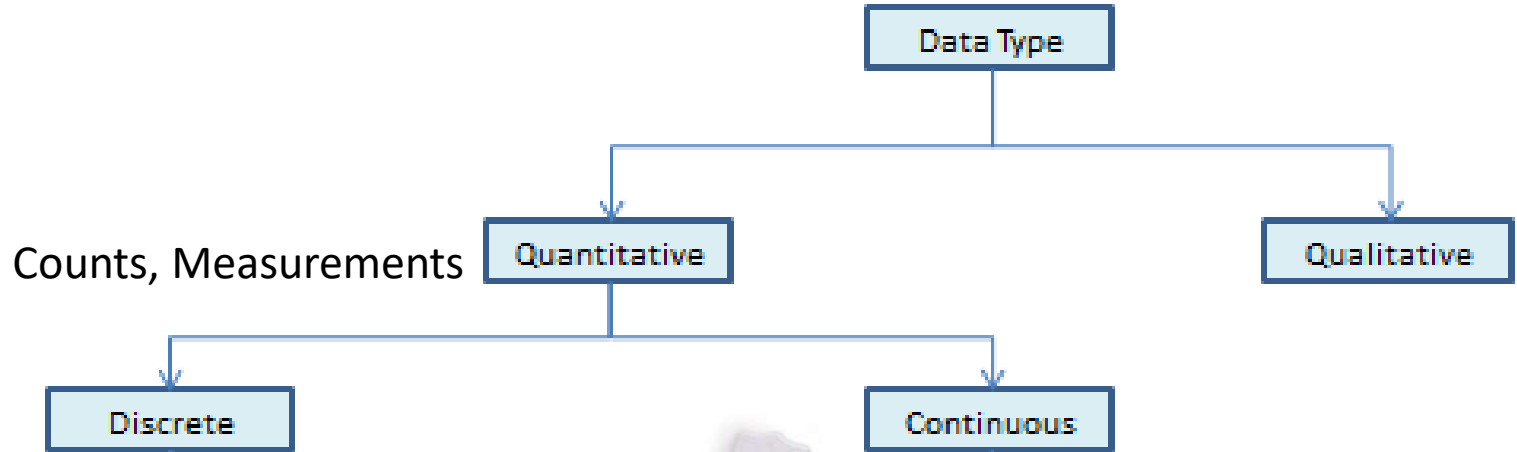 Data Type
Counts, Measurements
Quantitative
Qualitative
Discrete
Continuous